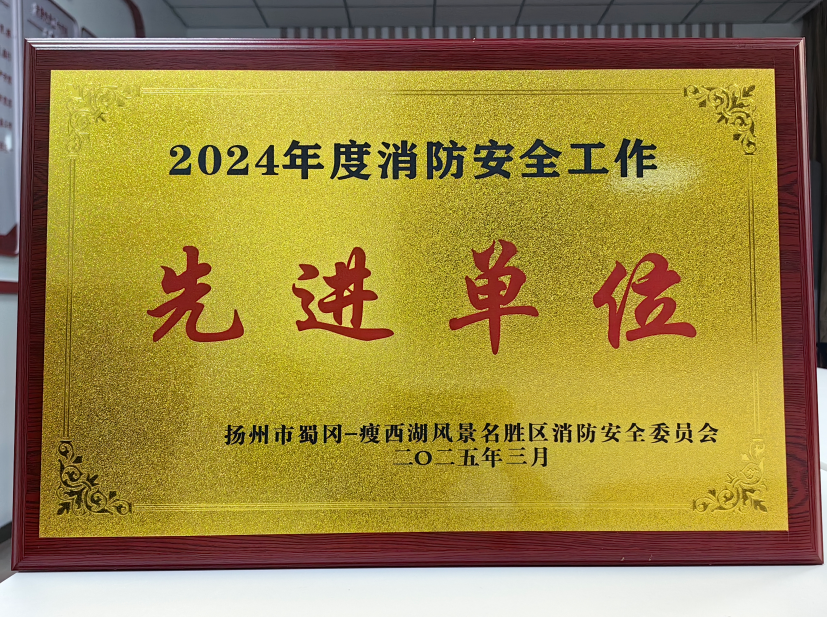 2024年度消防安全工作
先进单位
扬州市蜀冈-瘦西湖风景名胜区消防安全委员会
二〇二五年三月